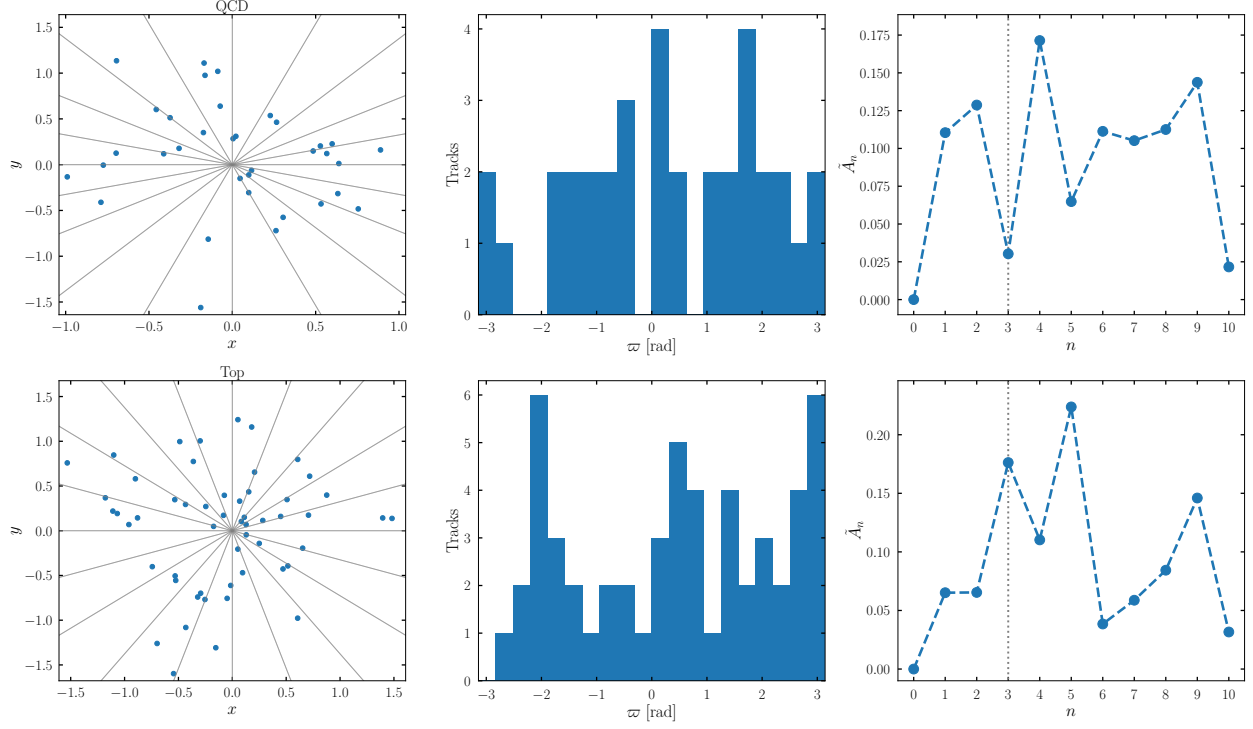 QCD
1.5
1.0
0.5
0.0
−0.5
−1.0
−1.5
y
−1.0 −0.5 0.0 0.5 1.0
x
4
3
2
1
0
Tracks
−3 −2 −1 0 1 2 3
ϖ [rad]
0.175
0.150
0.125
0.100
0.075
0.050
0.025
0.000
Ãₙ
0 1 2 3 4 5 6 7 8 9 10
n
Top
1.5
1.0
0.5
0.0
−0.5
−1.0
−1.5
y
−1.5 −1.0 −0.5 0.0 0.5 1.0 1.5
x
6
5
4
3
2
1
0
Tracks
−3 −2 −1 0 1 2 3
ϖ [rad]
0.20
0.15
0.10
0.05
0.00
Ãₙ
0 1 2 3 4 5 6 7 8 9 10
n